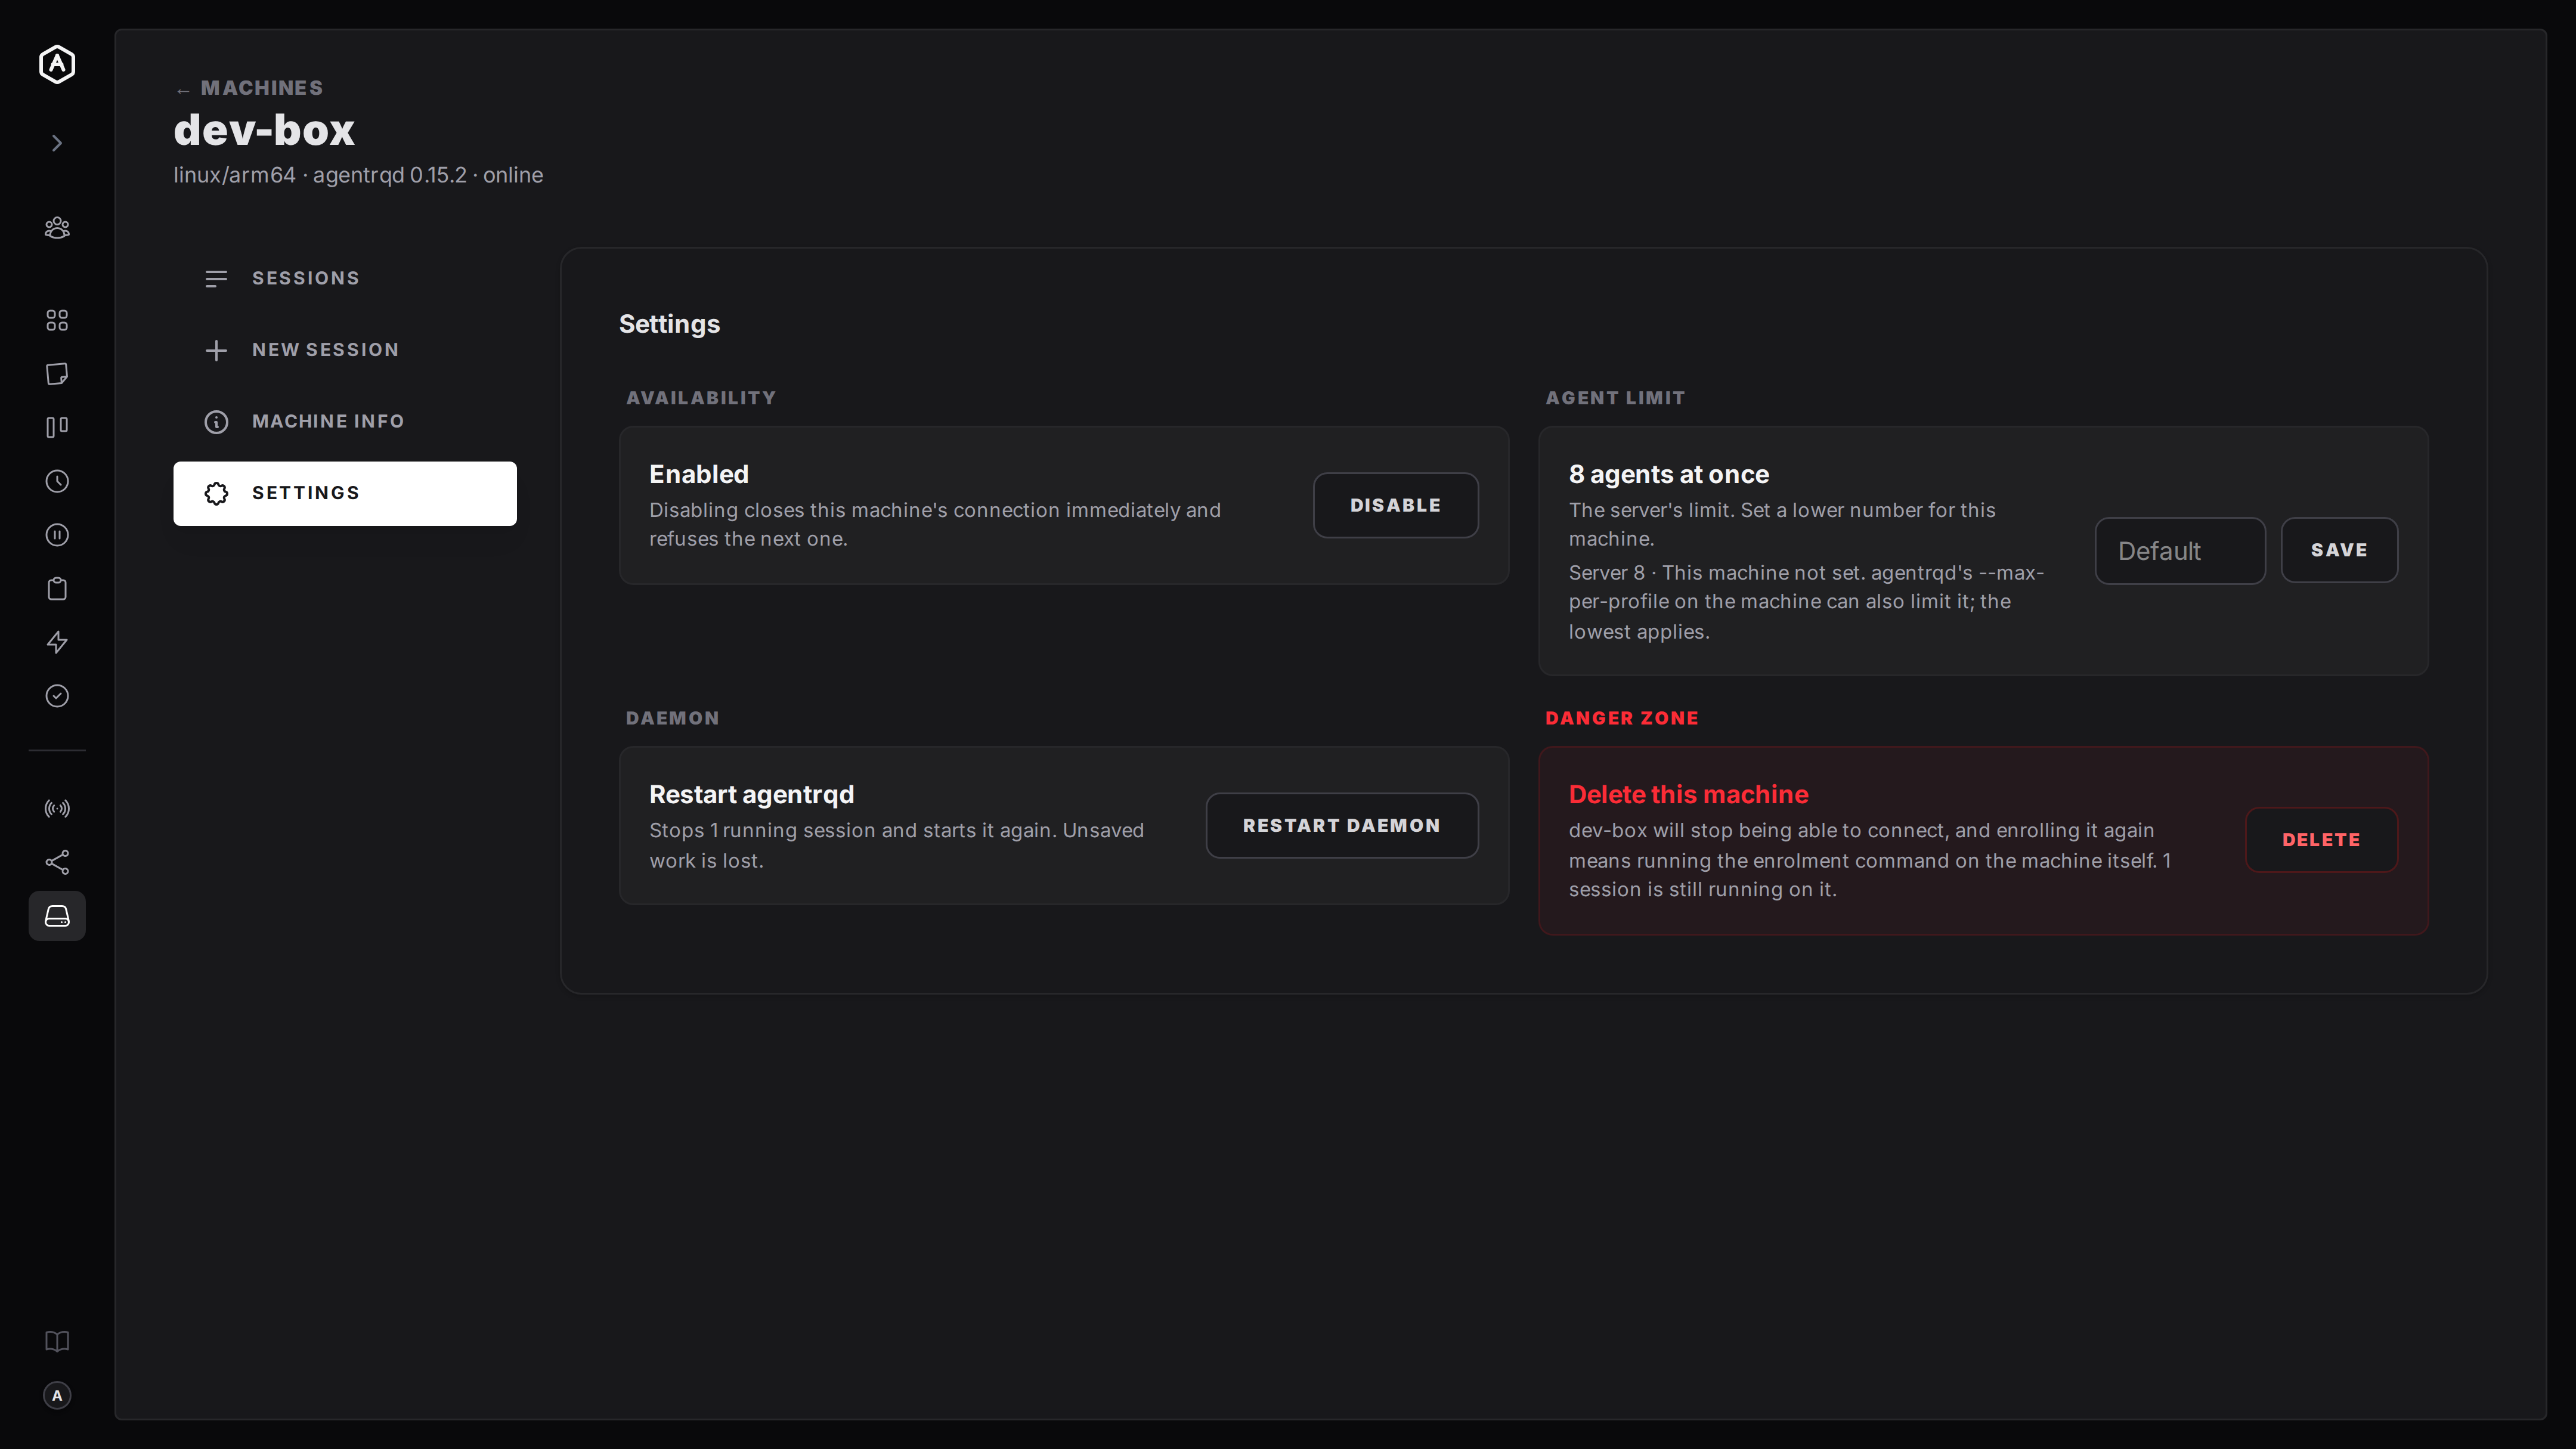 ← MACHINES
dev-box
linux/arm64 · agentrqd 0.15.2 · online
SESSIONS
NEW SESSION
MACHINE INFO
SETTINGS
Settings
AVAILABILITY
Enabled
Disabling closes this machine's connection immediately and
refuses the next one.
DISABLE
AGENT LIMIT
8 agents at once
The server's limit. Set a lower number for this
machine.
Server 8 · This machine not set. agentrqd's --max-
per-profile on the machine can also limit it; the
lowest applies.
Default
SAVE
DAEMON
Restart agentrqd
Stops 1 running session and starts it again. Unsaved
work is lost.
RESTART DAEMON
DANGER ZONE
Delete this machine
dev-box will stop being able to connect, and enrolling it again
means running the enrolment command on the machine itself. 1
session is still running on it.
DELETE
A